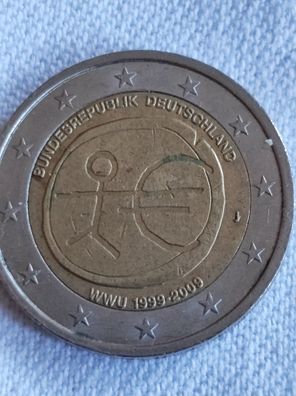 BUNDESREPUBLIK DEUTSCHLAND
€
WWU 1999-2009